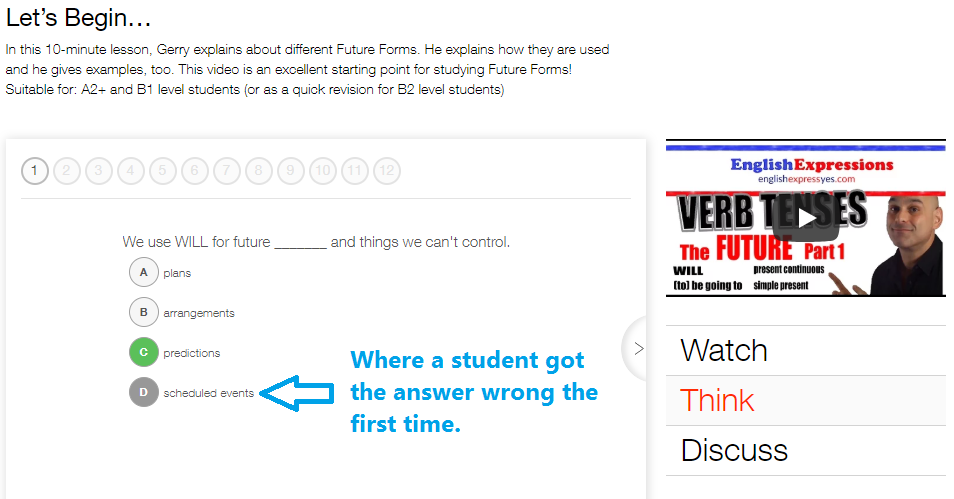 Let's Begin…
In this 10-minute lesson, Gerry explains about different Future Forms. He explains how they are used
and he gives examples, too. This video is an excellent starting point for studying Future Forms!
Suitable for: A2+ and B1 level students (or as a quick revision for B2 level students)
1 2 3 4 5 6 7 8 9 10 11 12
We use WILL for future _______ and things we can't control.
A plans
B arrangements
C predictions
D scheduled events
Where a student got
the answer wrong the
first time.
>
EnglishExpressions
englishexpressyes.com
VERB TENSES
The FUTURE Part 1
WILL present continuous
(to) be going to simple present
Watch
Think
Discuss